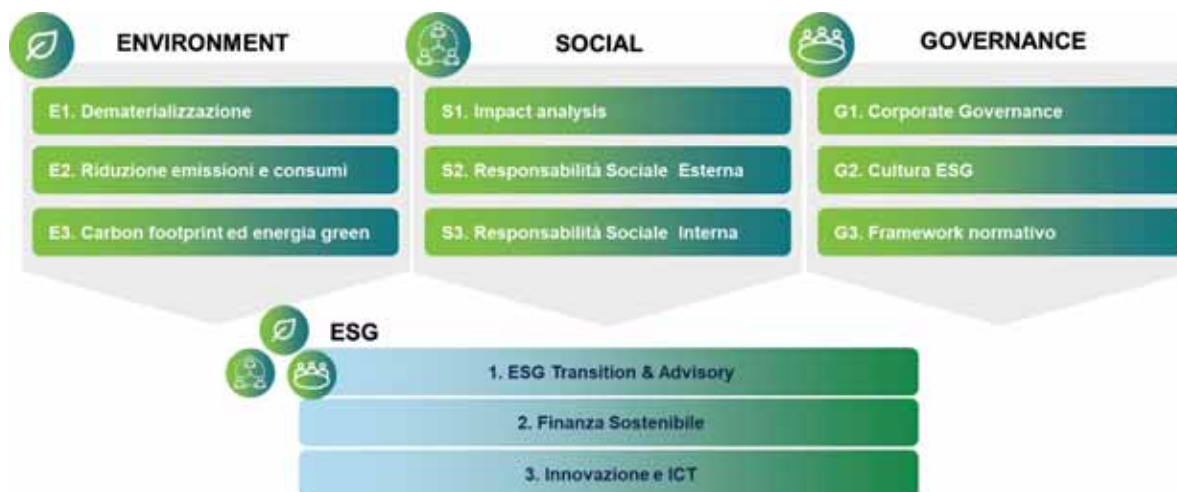 ENVIRONMENT
E1. Dematerializzazione
E2. Riduzione emissioni e consumi
E3. Carbon footprint ed energia green
SOCIAL
S1. Impact analysis
S2. Responsabilità Sociale Esterna
S3. Responsabilità Sociale Interna
GOVERNANCE
G1. Corporate Governance
G2. Cultura ESG
G3. Framework normativo
ESG
1. ESG Transition & Advisory
2. Finanza Sostenibile
3. Innovazione e ICT